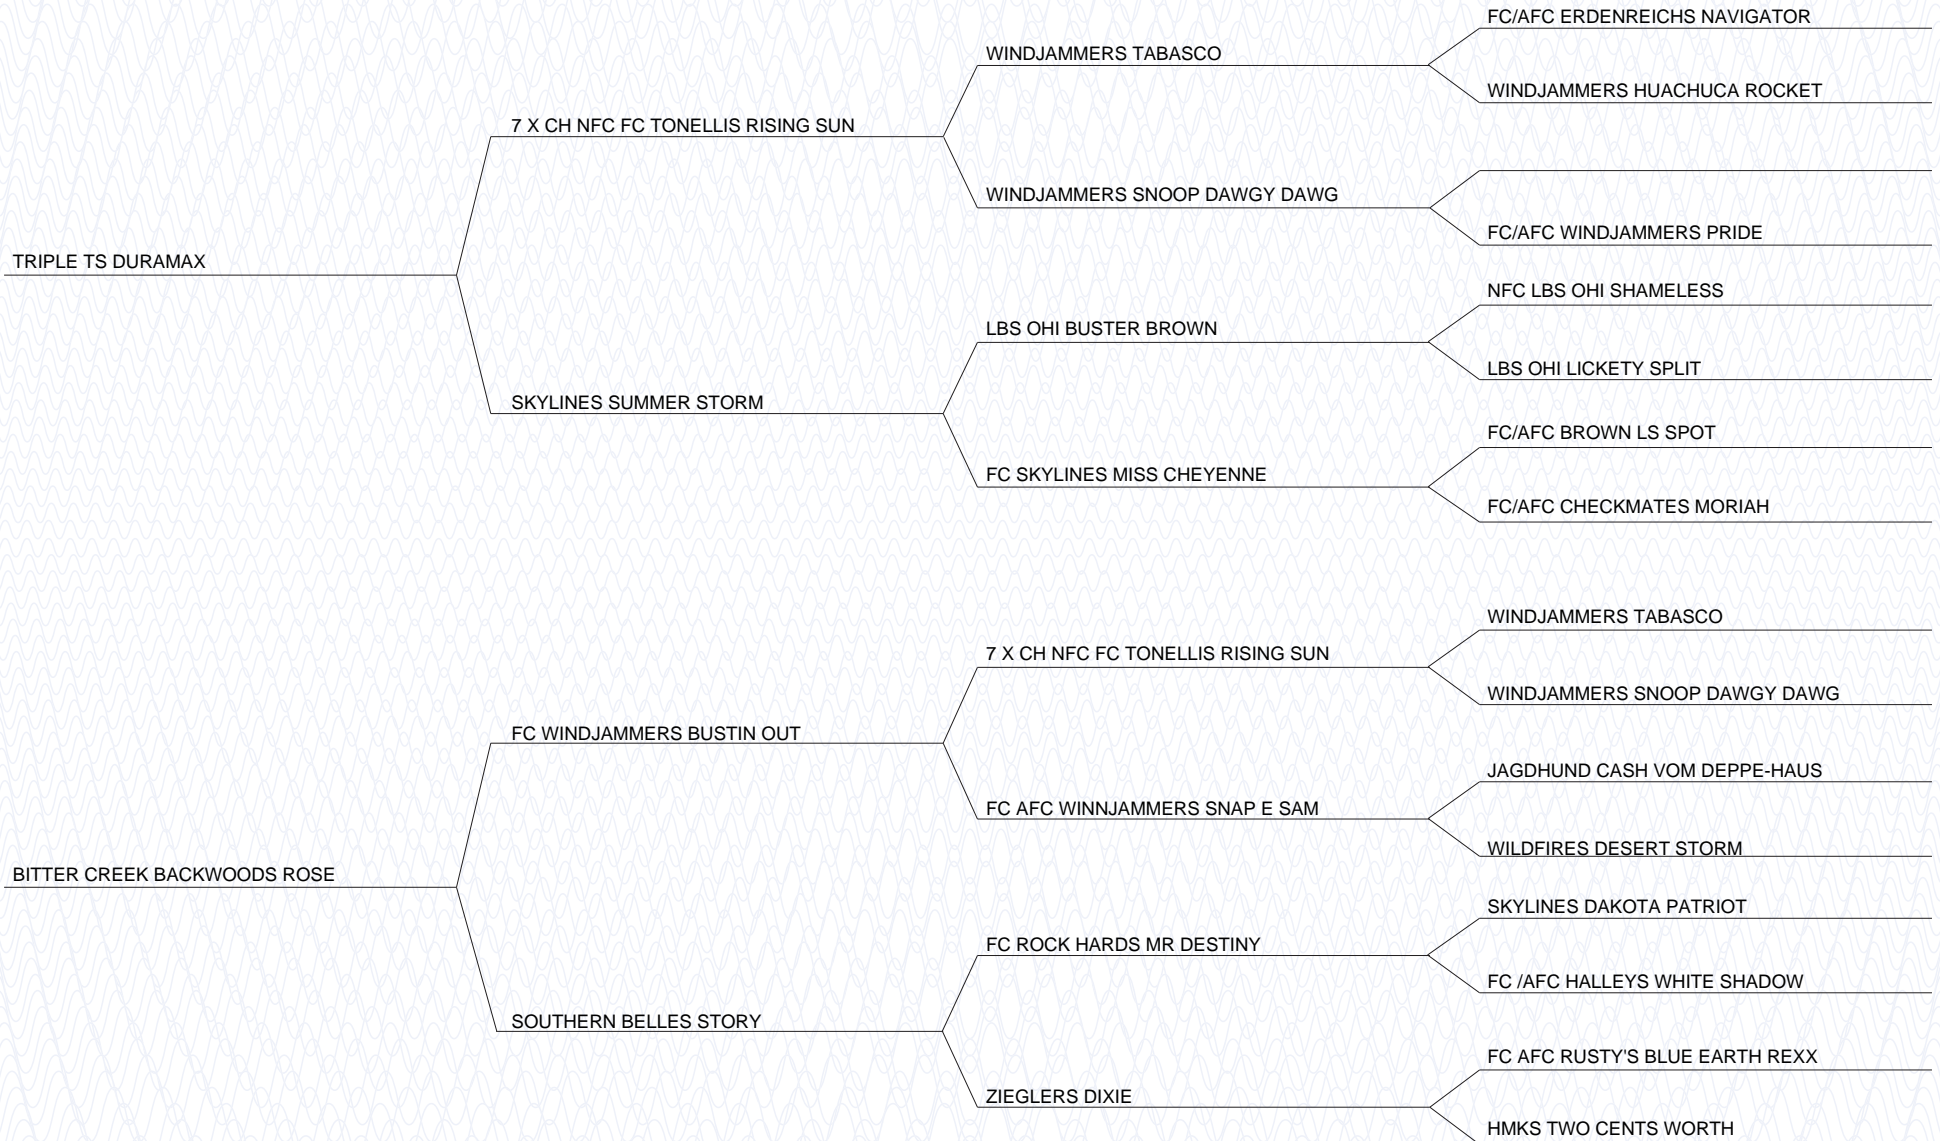 FC/AFC ERDENREICHS NAVIGATOR
WINDJAMMERS TABASCO
WINDJAMMERS HUACHUCA ROCKET
7 X CH NFC FC TONELLIS RISING SUN
WINDJAMMERS SNOOP DAWGY DAWG
FC/AFC WINDJAMMERS PRIDE
TRIPLE TS DURAMAX
NFC LBS OHI SHAMELESS
LBS OHI BUSTER BROWN
LBS OHI LICKETY SPLIT
SKYLINES SUMMER STORM
FC/AFC BROWN LS SPOT
FC SKYLINES MISS CHEYENNE
FC/AFC CHECKMATES MORIAH
WINDJAMMERS TABASCO
7 X CH NFC FC TONELLIS RISING SUN
WINDJAMMERS SNOOP DAWGY DAWG
FC WINDJAMMERS BUSTIN OUT
JAGDHUND CASH VOM DEPPE-HAUS
FC AFC WINNJAMMERS SNAP E SAM
WILDFIRES DESERT STORM
BITTER CREEK BACKWOODS ROSE
SKYLINES DAKOTA PATRIOT
FC ROCK HARDS MR DESTINY
FC /AFC HALLEYS WHITE SHADOW
SOUTHERN BELLES STORY
FC AFC RUSTY'S BLUE EARTH REXX
ZIEGLERS DIXIE
HMKS TWO CENTS WORTH